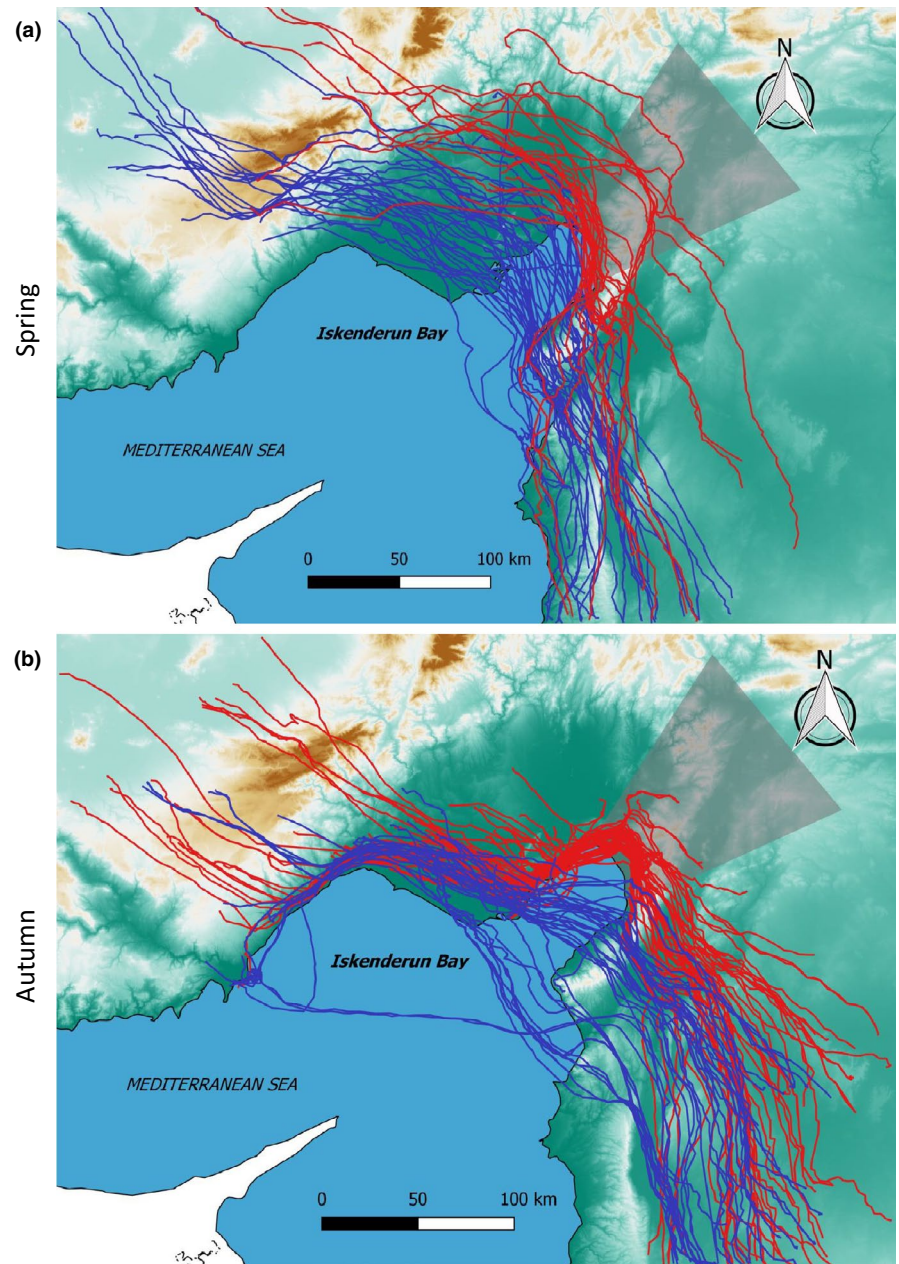 (a)
N
Spring
Iskenderun Bay
MEDITERRANEAN SEA
0 50 100 km
(b)
N
Autumn
Iskenderun Bay
MEDITERRANEAN SEA
0 50 100 km